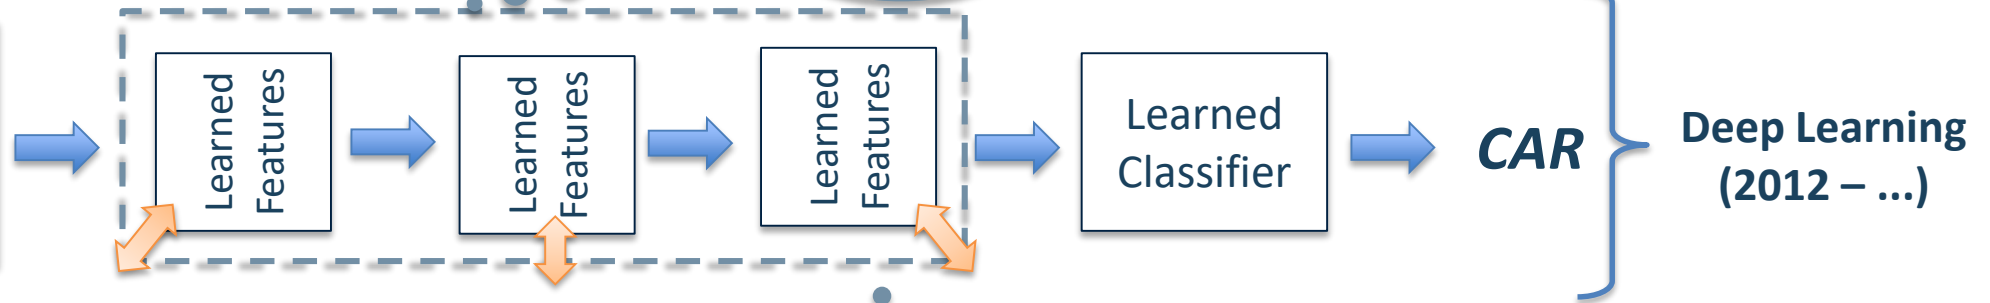 Learned
Features
Learned
Features
Learned
Features
Learned
Classifier
CAR
Deep Learning
(2012 – ...)